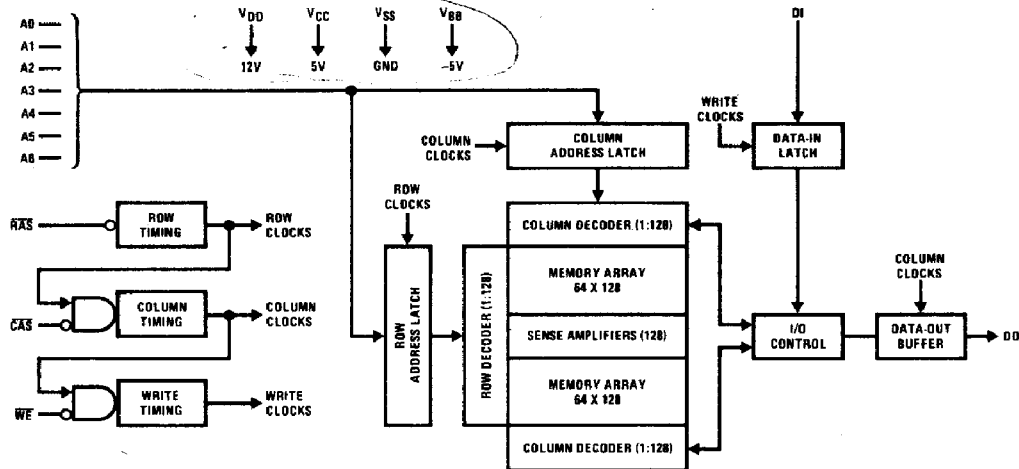 A0
A1
A2
A3
A4
A5
A6
VDD
12V
VCC
5V
VSS
GND
VBB
-5V
DI
COLUMN
CLOCKS
COLUMN
ADDRESS LATCH
WRITE
CLOCKS
DATA-IN
LATCH
RAS
ROW
TIMING
ROW
CLOCKS
CAS
COLUMN
TIMING
COLUMN
CLOCKS
WE
WRITE
TIMING
WRITE
CLOCKS
ROW
CLOCKS
ROW
ADDRESS LATCH
ROW DECODER (1:128)
COLUMN DECODER (1:128)
MEMORY ARRAY
64 X 128
SENSE AMPLIFIERS (128)
MEMORY ARRAY
64 X 128
COLUMN DECODER (1:128)
I/O
CONTROL
COLUMN
CLOCKS
DATA-OUT
BUFFER
DO